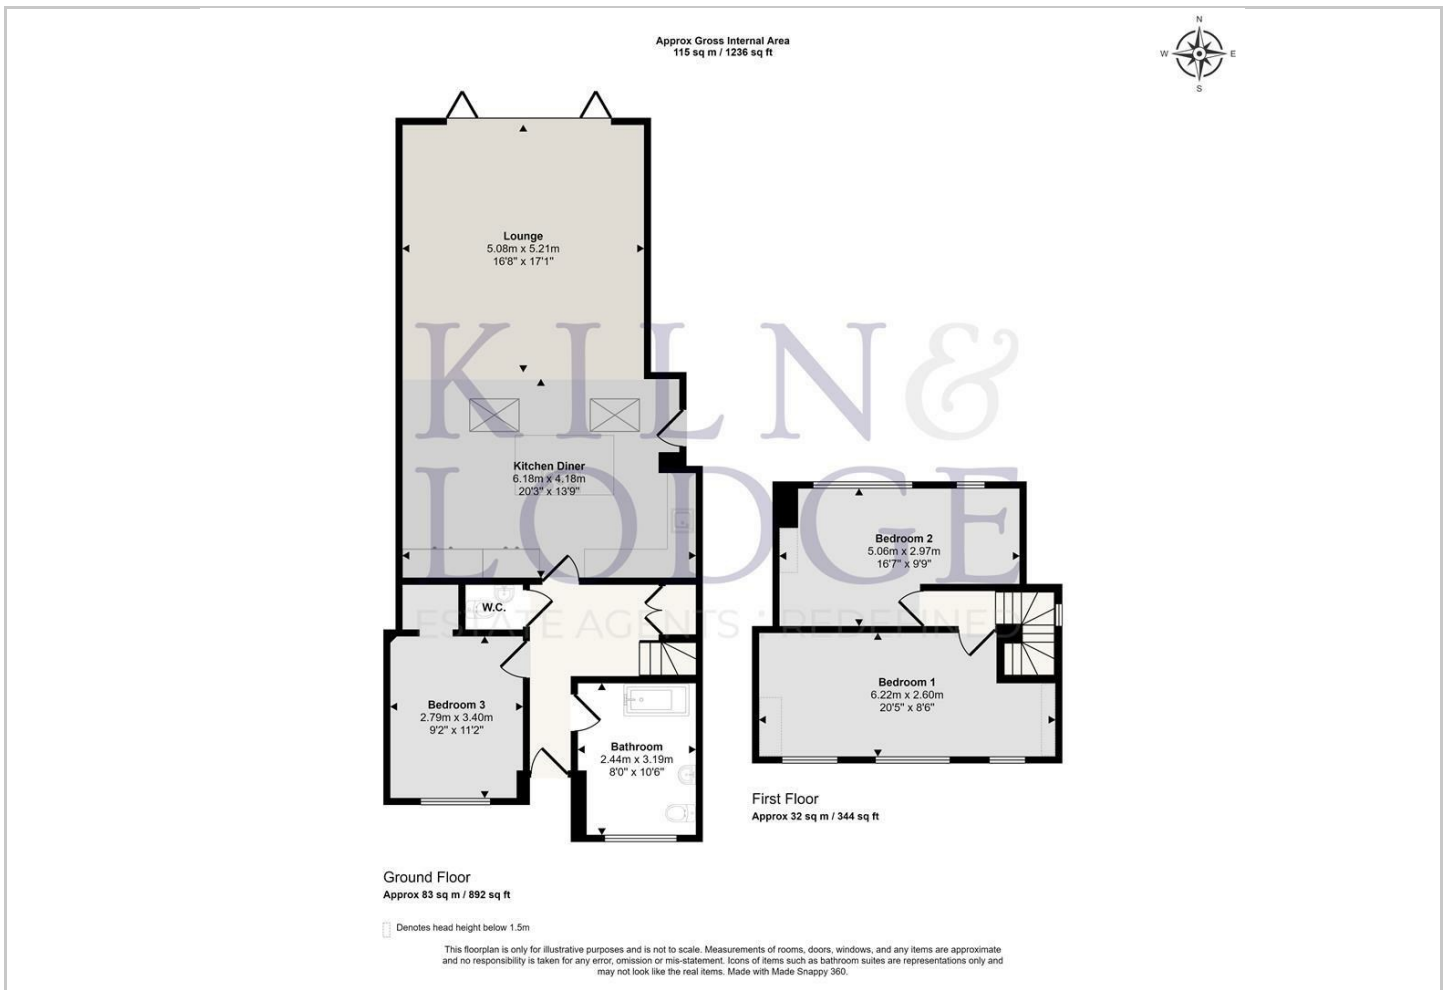 Approx Gross Internal Area
115 sq m / 1236 sq ft
N
W E
S
Lounge
5.08m x 5.21m
16'8" x 17'1"
KILN &
LODGE
ESTATE AGENTS • REDEFINED
Kitchen Diner
6.18m x 4.18m
20'3" x 13'9"
W.C.
Bedroom 3
2.79m x 3.40m
9'2" x 11'2"
Bathroom
2.44m x 3.19m
8'0" x 10'6"
Ground Floor
Approx 83 sq m / 892 sq ft
Bedroom 2
5.06m x 2.97m
16'7" x 9'9"
Bedroom 1
6.22m x 2.60m
20'5" x 8'6"
First Floor
Approx 32 sq m / 344 sq ft
Denotes head height below 1.5m
This floorplan is only for illustrative purposes and is not to scale. Measurements of rooms, doors, windows, and any items are approximate
and no responsibility is taken for any error, omission or mis-statement. Icons of items such as bathroom suites are representations only and
may not look like the real items. Made with Made Snappy 360.